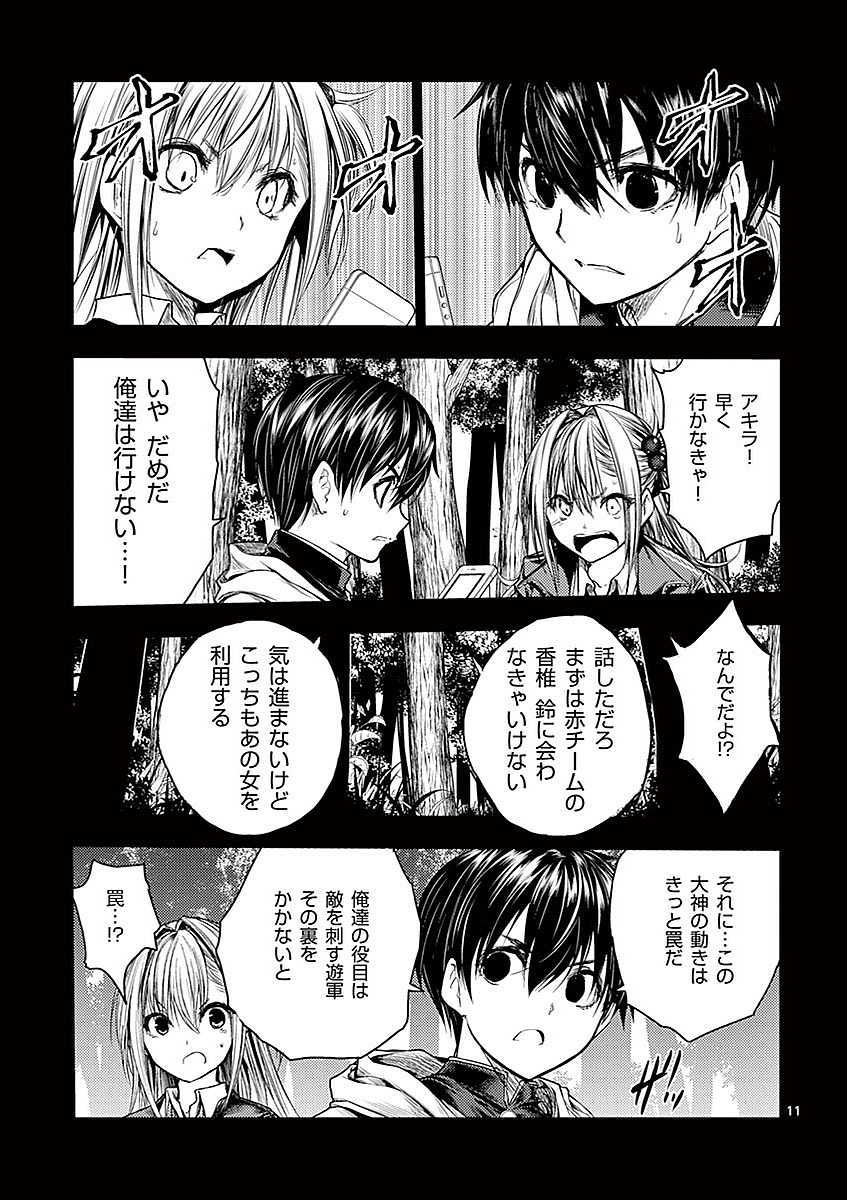 オ
オ
オ
オ
アキラ!
早く
行かなきゃ!
いや だめだ
俺達は行けない…!
なんでだよ!?
話しただろ
まずは赤チームの
香椎 鈴に会わ
なきゃいけない
気は進まないけど
こっちもあの女を
利用する
それに…この
大神の動きは
きっと罠だ
俺達の役目は
敵を刺す遊軍
その裏を
かかないと
罠…!?
ザッ!!
11